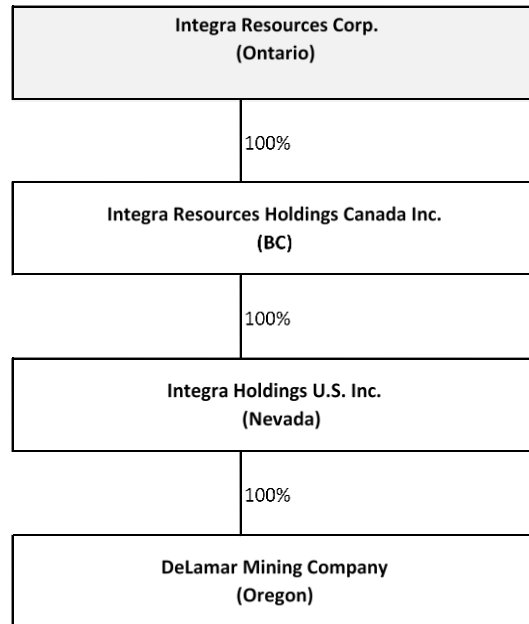 Integra Resources Corp.
(Ontario)
100%
Integra Resources Holdings Canada Inc.
(BC)
100%
Integra Holdings U.S. Inc.
(Nevada)
100%
DeLamar Mining Company
(Oregon)